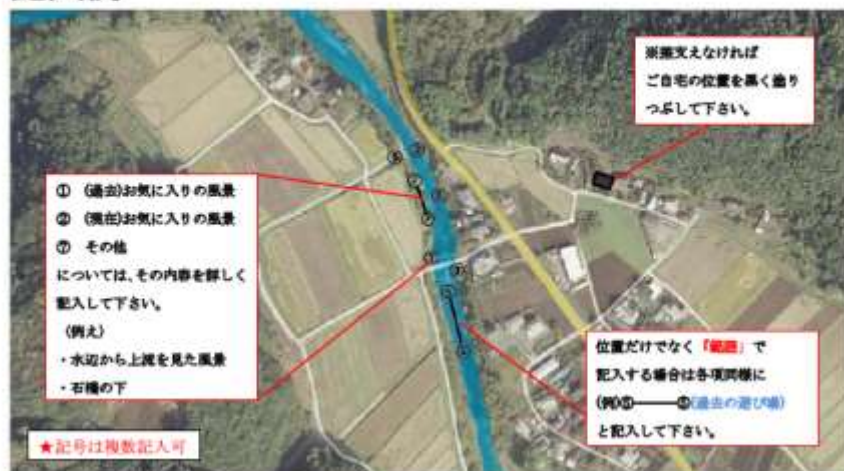 ※差支えなければ
ご自宅の位置を黒く塗り
つぶして下さい。
① (過去)お気に入りの風景
② (現在)お気に入りの風景
⑦ その他
については、その内容を詳しく
記入して下さい。
(例え)
・水辺から上流を見た風景
・石橋の下
位置だけでなく「範囲」で
記入する場合は各項同様に
(例)⑤―――⑤(過去の遊び場)
と記入して下さい。
★記号は複数記入可